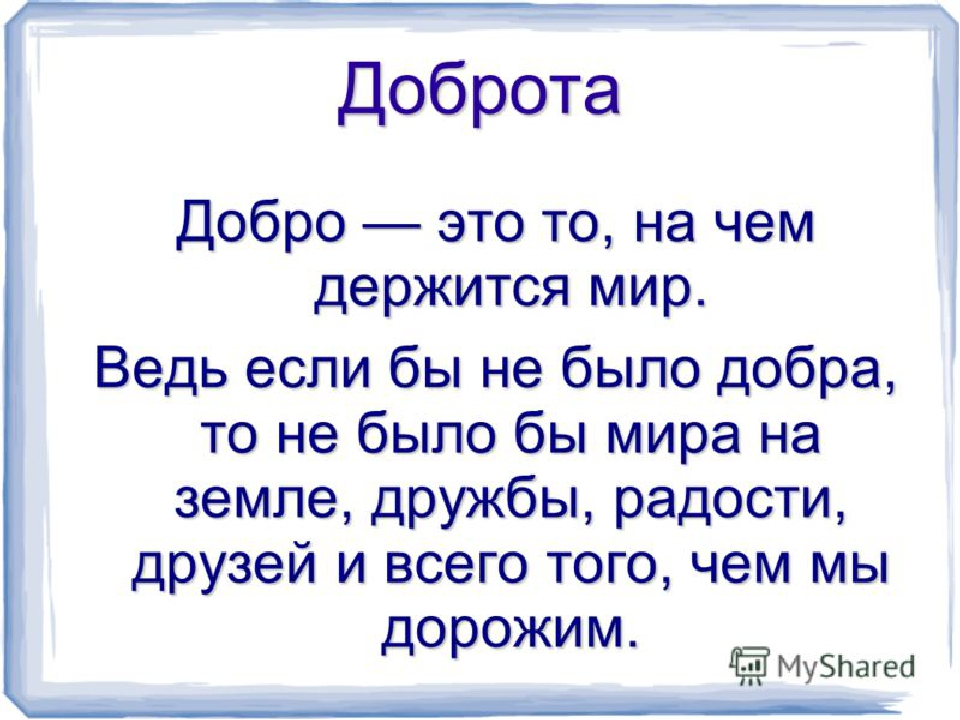 Доброта
Добро — это то, на чем
держится мир.
Ведь если бы не было добра,
то не было бы мира на
земле, дружбы, радости,
друзей и всего того, чем мы
дорожим.
MyShared